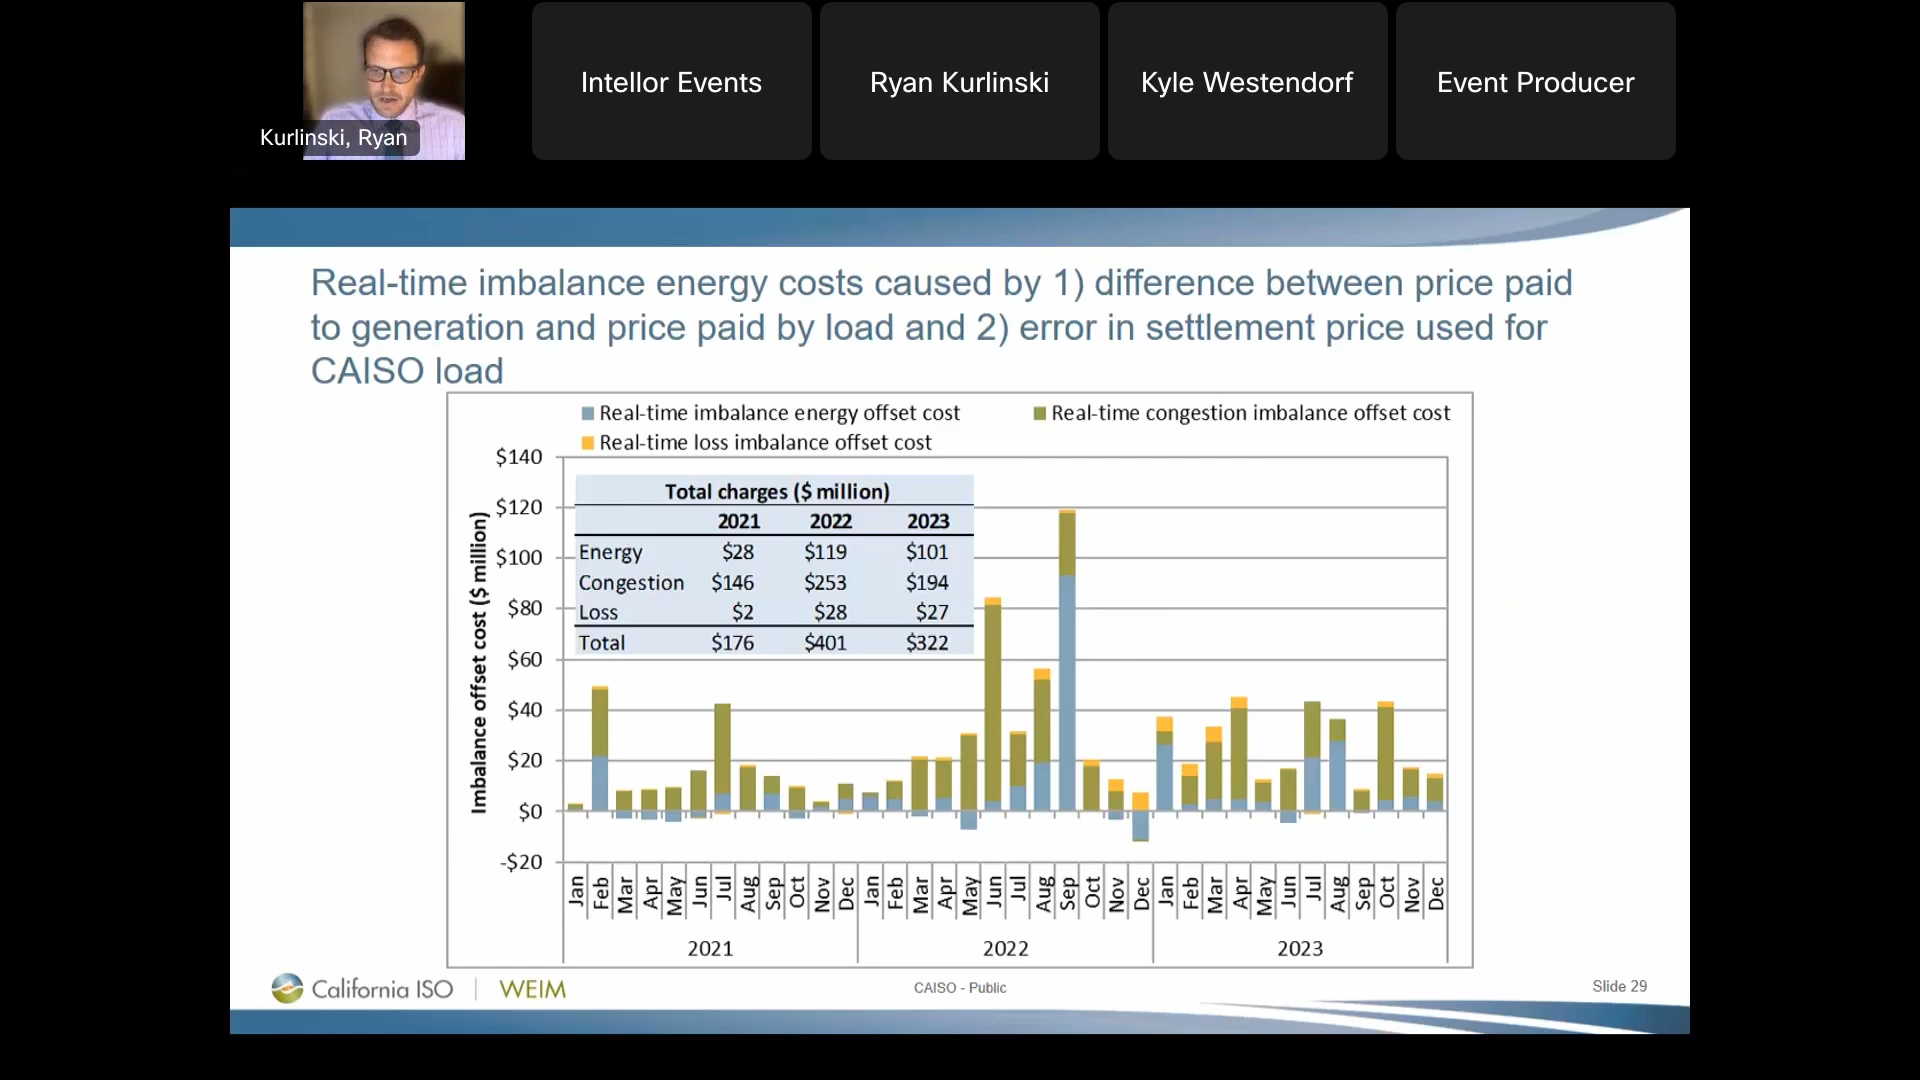 Kurlinski, Ryan
Intellor Events
Ryan Kurlinski
Kyle Westendorf
Event Producer
Real-time imbalance energy costs caused by 1) difference between price paid
to generation and price paid by load and 2) error in settlement price used for
CAISO load
Real-time imbalance energy offset cost
Real-time congestion imbalance offset cost
Real-time loss imbalance offset cost
Imbalance offset cost ($ million)
$140
$120
$100
$80
$60
$40
$20
$0
-$20
Total charges ($ million)
2021 2022 2023
Energy $28 $119 $101
Congestion $146 $253 $194
Loss $2 $28 $27
Total $176 $401 $322
Jan Feb Mar Apr May Jun Jul Aug Sep Oct Nov Dec Jan Feb Mar Apr May Jun Jul Aug Sep Oct Nov Dec Jan Feb Mar Apr May Jun Jul Aug Sep Oct Nov Dec
2021 2022 2023
California ISO | WEIM
CAISO - Public
Slide 29